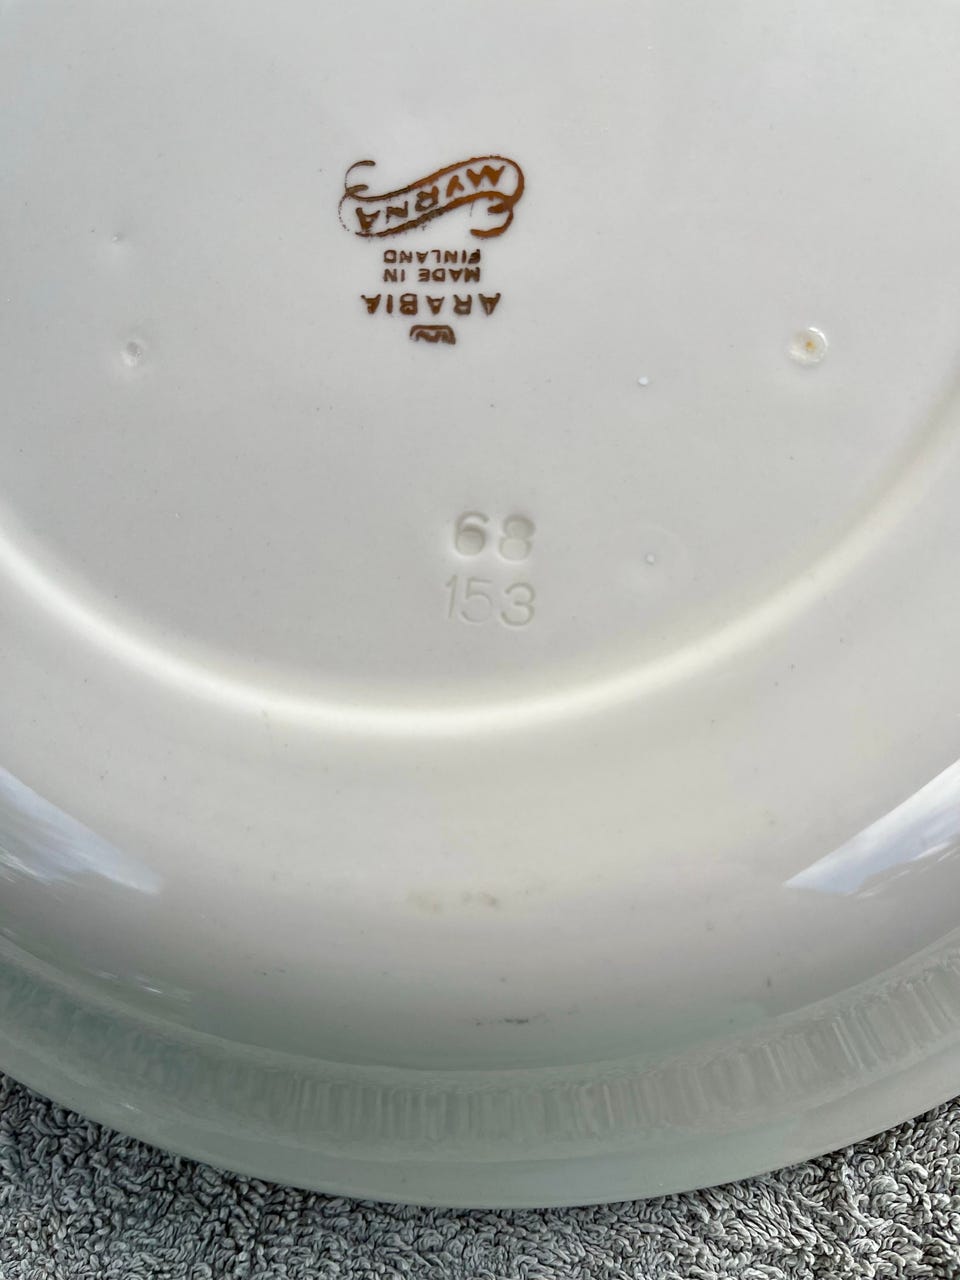 ARABIA
MADE IN
FINLAND
MYRNA
68
153